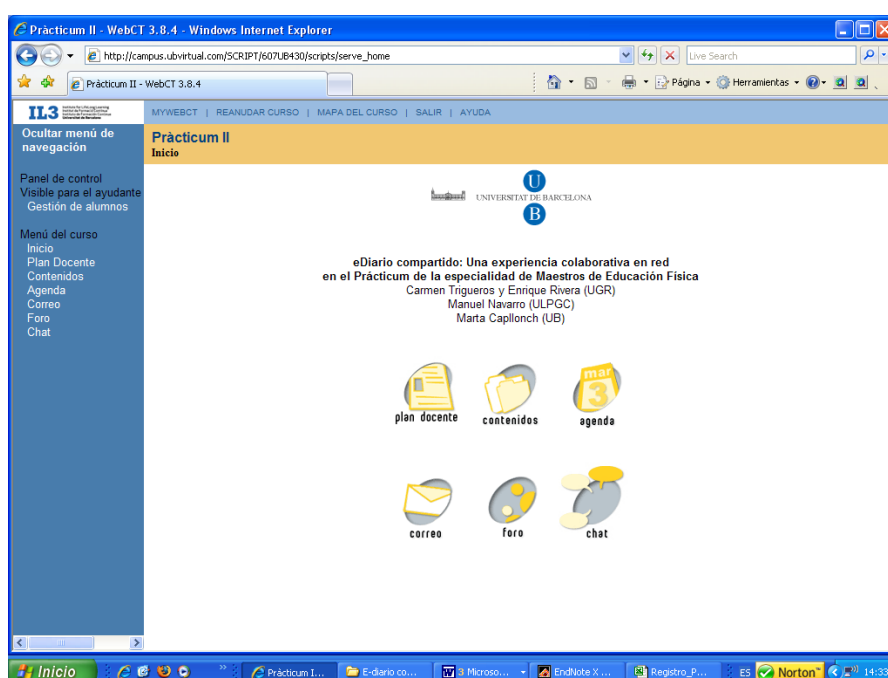 Pràcticum II - WebCT 3.8.4 - Windows Internet Explorer
http://campus.ubvirtual.com/SCRIPT/607UB430/scripts/serve_home
Live Search
Pràcticum II - WebCT 3.8.4
Página
Herramientas
IL3
MYWEBCT | REANUDAR CURSO | MAPA DEL CURSO | SALIR | AYUDA
Ocultar menú de
navegación
Pràcticum II
Inicio
Panel de control
Visible para el ayudante
Gestión de alumnos
Menú del curso
Inicio
Plan Docente
Contenidos
Agenda
Correo
Foro
Chat
U
UNIVERSITAT DE BARCELONA
B
eDiario compartido: Una experiencia colaborativa en red
en el Prácticum de la especialidad de Maestros de Educación Física
Carmen Trigueros y Enrique Rivera (UGR)
Manuel Navarro (ULPGC)
Marta Capllonch (UB)
mar
3
plan docente
contenidos
agenda
correo
foro
chat
Inicio
Prácticum I...
E-diario co...
3 Microso...
EndNote X ...
Registro_P...
ES
Norton™
14:33